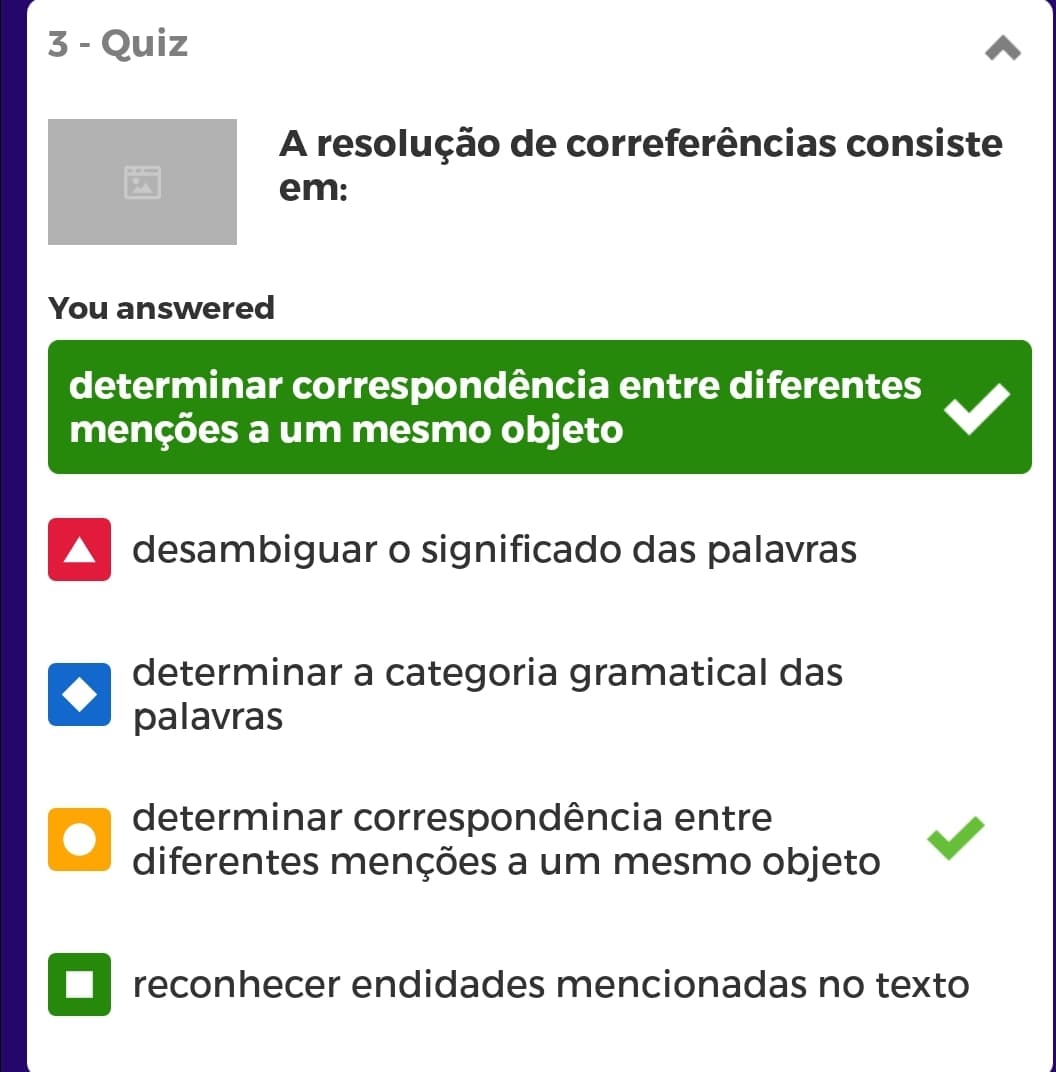 3 - Quiz
A resolução de correferências consiste
em:
You answered
determinar correspondência entre diferentes
menções a um mesmo objeto
desambiguar o significado das palavras
determinar a categoria gramatical das
palavras
determinar correspondência entre
diferentes menções a um mesmo objeto
reconhecer endidades mencionadas no texto